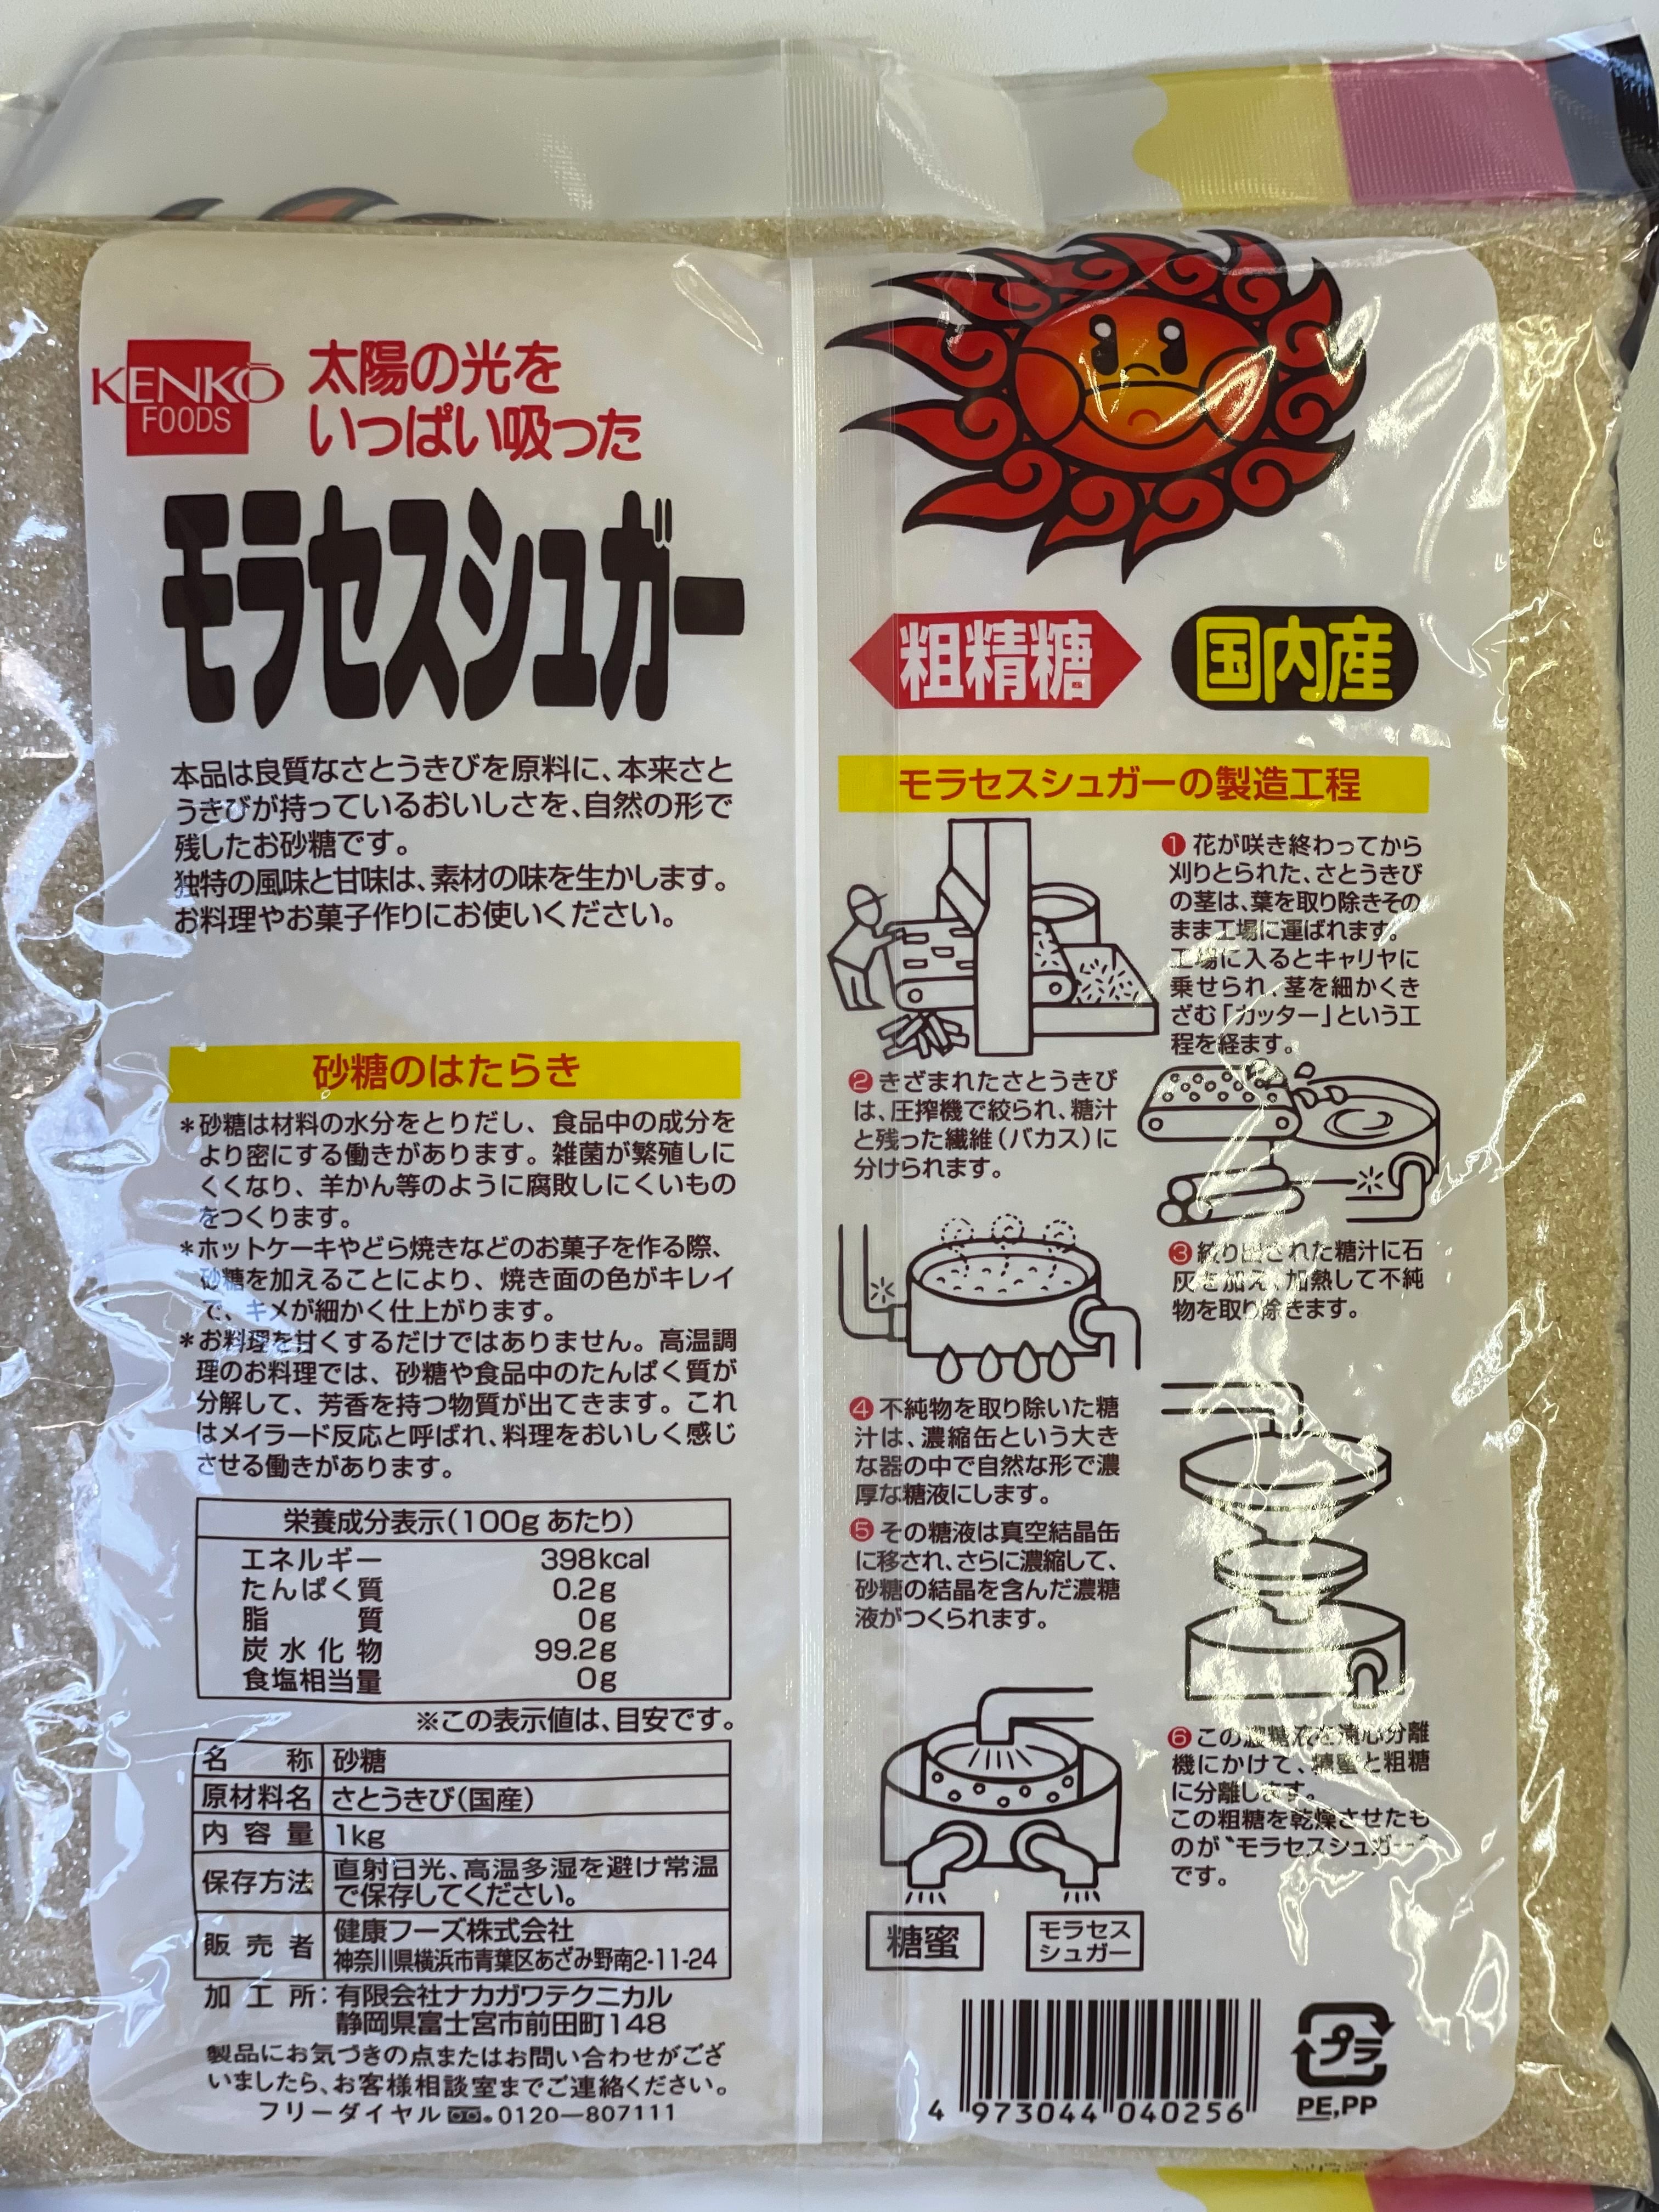 KENKO
FOODS
太陽の光を
いっぱい吸った
モラセスシュガー
本品は良質なさとうきびを原料に、本来さと
うきびが持っているおいしさを、自然の形で
残したお砂糖です。
独特の風味と甘味は、素材の味を生かします。
お料理やお菓子作りにお使いください。
砂糖のはたらき
*砂糖は材料の水分をとりだし、食品中の成分を
より密にする働きがあります。雑菌が繁殖しに
くくなり、羊かん等のように腐敗しにくいもの
をつくります。
*ホットケーキやどら焼きなどのお菓子を作る際、
砂糖を加えることにより、焼き面の色がキレイ
で、キメが細かく仕上がります。
*お料理を甘くするだけではありません。高温調
理のお料理では、砂糖や食品中のたんぱく質が
分解して、芳香を持つ物質が出てきます。これ
はメイラード反応と呼ばれ、料理をおいしく感じ
させる働きがあります。
栄養成分表示(100gあたり)
エネルギー 398kcal
たんぱく質 0.2g
脂質 0g
炭水化物 99.2g
食塩相当量 0g
※この表示値は、目安です。
名称 砂糖
原材料名 さとうきび(国産)
内容量 1kg
保存方法 直射日光、高温多湿を避け常温
で保存してください。
販売者 健康フーズ株式会社
神奈川県横浜市青葉区あざみ野南2-11-24
加工所:有限会社ナカガワテクニカル
静岡県富士宮市前田町148
製品にお気づきの点またはお問い合わせがござ
いましたら、お客様相談室までご連絡ください。
フリーダイヤル 0120—807111
粗精糖
国内産
モラセスシュガーの製造工程
❶花が咲き終わってから
刈りとられた、さとうきび
の茎は、葉を取り除きその
まま工場に運ばれます。
工場に入るとキャリヤに
乗せられ、茎を細かくき
ざむ「カッター」という工
程を経ます。
❷きざまれたさとうきび
は、圧搾機で絞られ、糖汁
と残った繊維(バカス)に
分けられます。
❸絞り出された糖汁に石
灰を加え、加熱して不純
物を取り除きます。
❹不純物を取り除いた糖
汁は、濃縮缶という大き
な器の中で自然な形で濃
厚な糖液にします。
❺その糖液は真空結晶缶
に移され、さらに濃縮して、
砂糖の結晶を含んだ濃糖
液がつくられます。
❻この濃糖液を遠心分離
機にかけて、糖蜜と粗糖
に分離します。
この粗糖を乾燥させたも
のが“モラセスシュガー”
です。
糖蜜
モラセス
シュガー
4 973044 040256
プラ
PE,PP